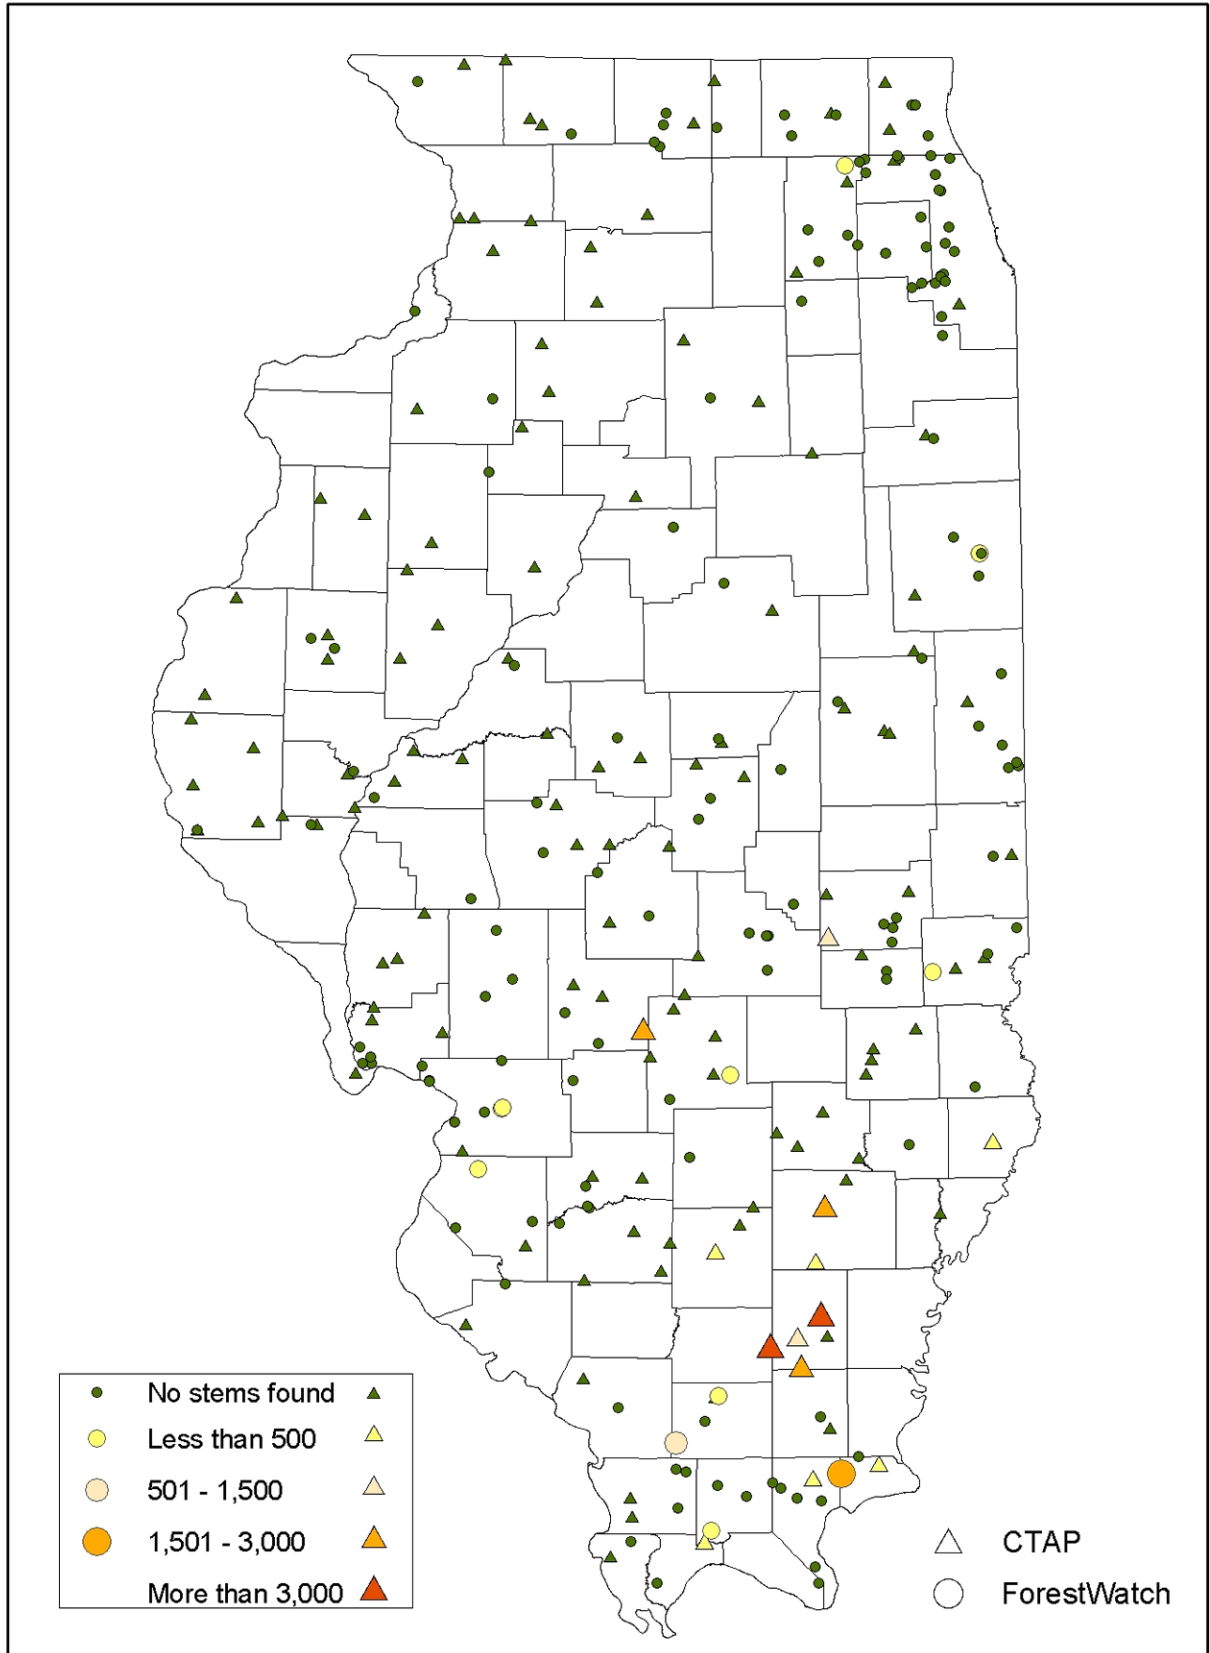 No stems found
Less than 500
501 - 1,500
1,501 - 3,000
More than 3,000
CTAP
ForestWatch